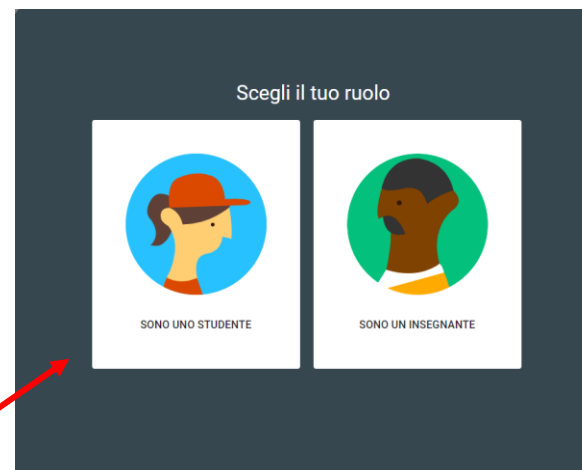 Scegli il tuo ruolo
SONO UNO STUDENTE
SONO UN INSEGNANTE